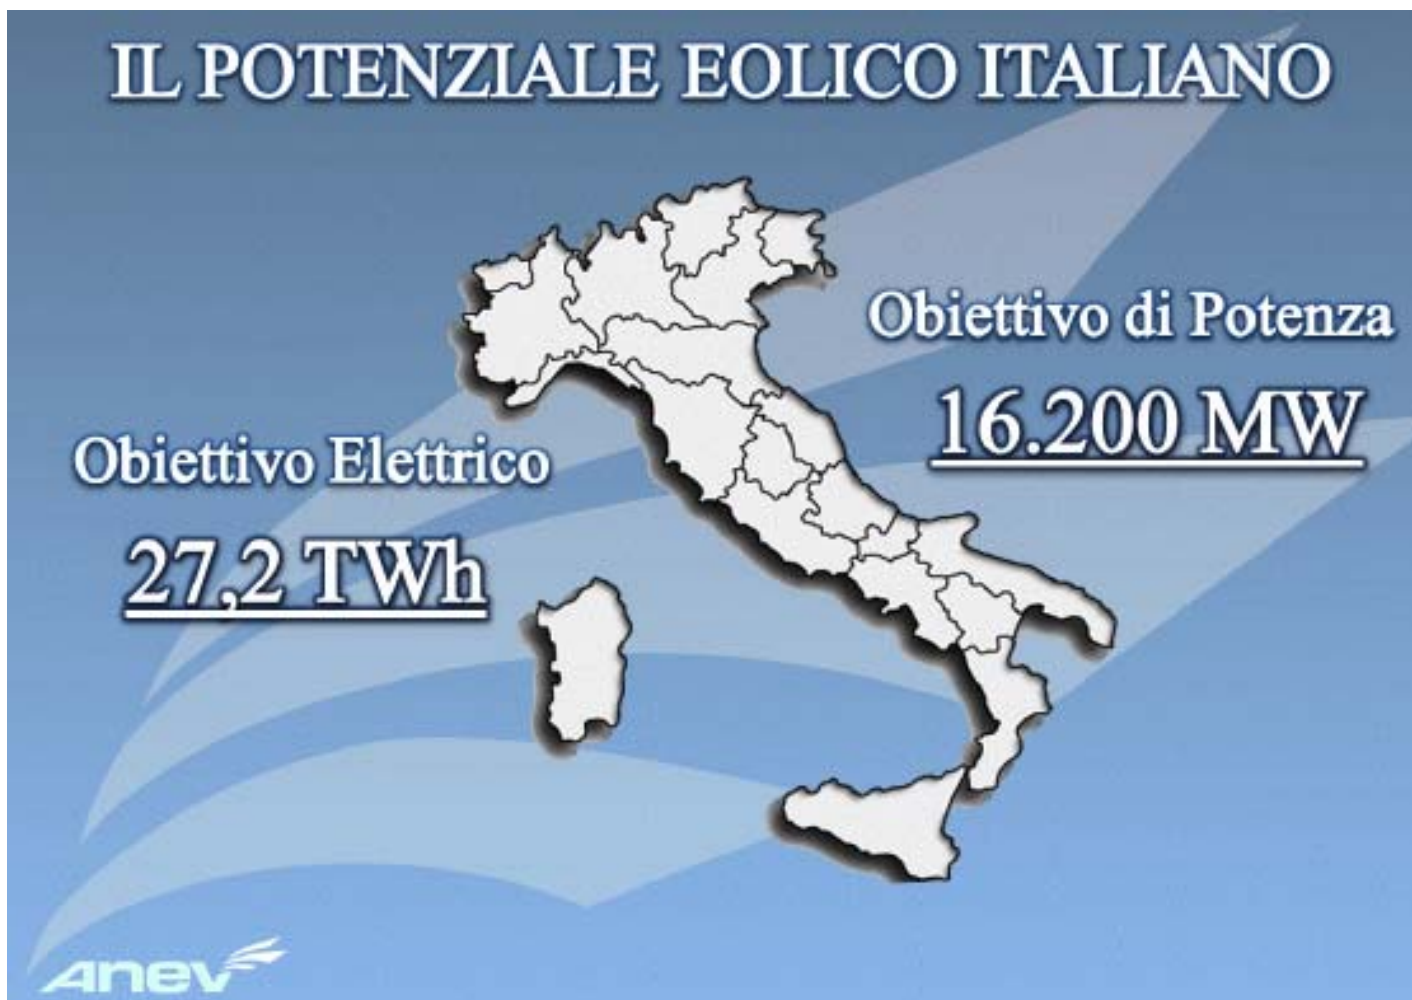 IL POTENZIALE EOLICO ITALIANO
Obiettivo di Potenza
16.200 MW
Obiettivo Elettrico
27,2 TWh
Anev